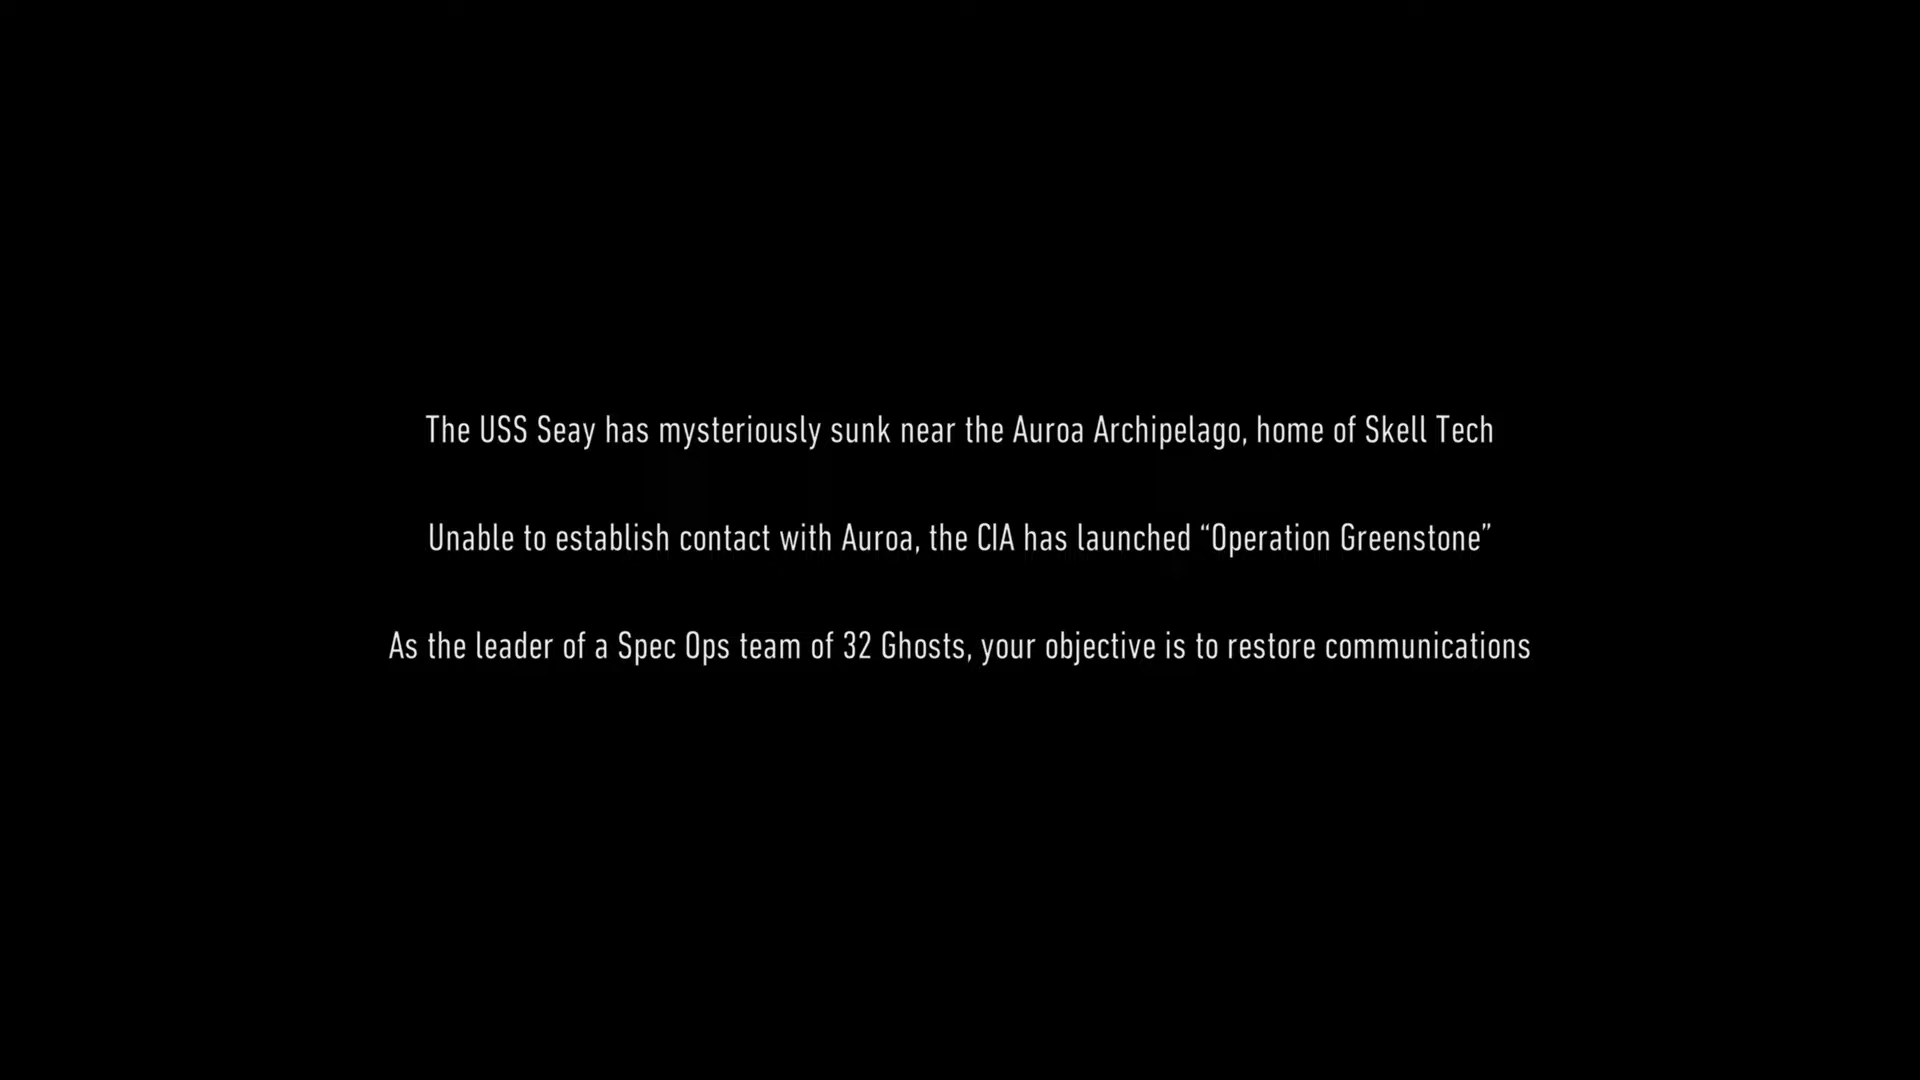 The USS Seay has mysteriously sunk near the Auroa Archipelago, home of Skell Tech
Unable to establish contact with Auroa, the CIA has launched “Operation Greenstone”
As the leader of a Spec Ops team of 32 Ghosts, your objective is to restore communications